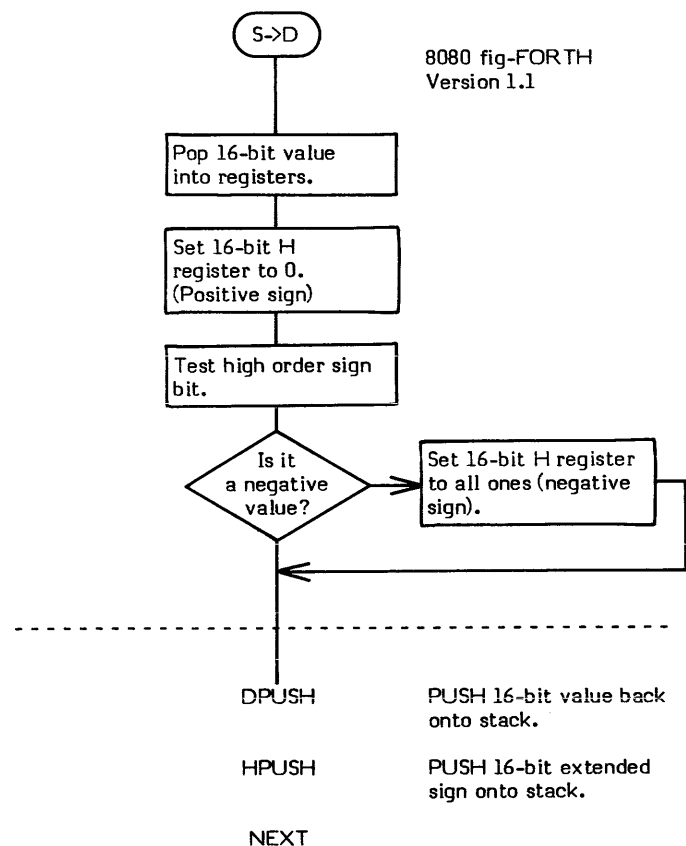 S->D
8080 fig-FORTH
Version 1.1
Pop 16-bit value
into registers.
Set 16-bit H
register to 0.
(Positive sign)
Test high order sign
bit.
Is it
a negative
value?
Set 16-bit H register
to all ones (negative
sign).
DPUSH
PUSH 16-bit value back
onto stack.
HPUSH
PUSH 16-bit extended
sign onto stack.
NEXT